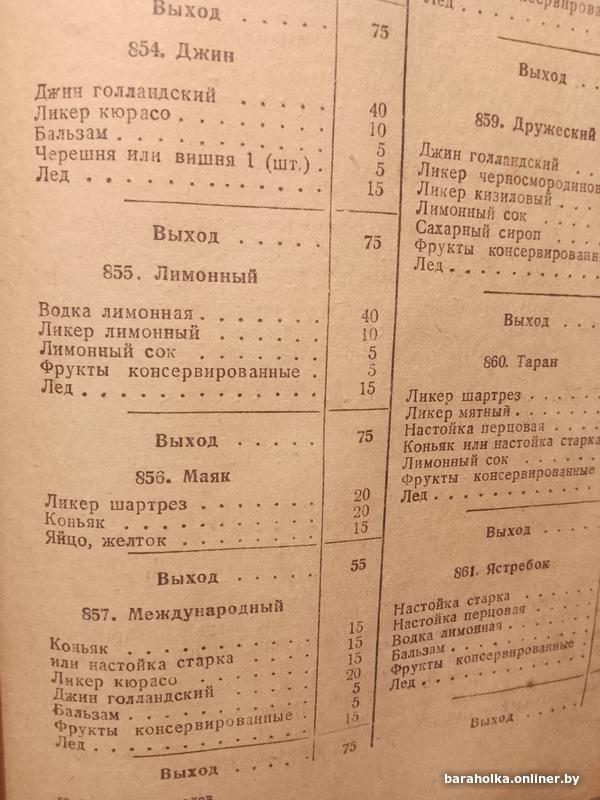 Выход . . . . . 75
854. Джин
Джин голландский . . . . . 40
Ликер кюрасо . . . . . . . 10
Бальзам . . . . . . . . . 5
Черешня или вишня 1 (шт.) . 5
Лед . . . . . . . . . . 15
Выход . . . . . 75
855. Лимонный
Водка лимонная . . . . . . 40
Ликер лимонный . . . . . 10
Лимонный сок . . . . . . 5
Фрукты консервированные . 5
Лед . . . . . . . . . . 15
Выход . . . . . 75
856. Маяк
Ликер шартрез . . . . . . 20
Коньяк . . . . . . . . . 20
Яйцо, желток . . . . . . . 15
Выход . . . . . 55
857. Международный
Коньяк . . . . . . . . . 15
или настойка старка . . . . 15
Ликер кюрасо . . . . . . 15
Джин голландский . . . . . 20
Бальзам . . . . . . . . . 5
Фрукты консервированные . 5
Лед . . . . . . . . . . 15
Выход . . . . . 75
Лед
Выход . .
859. Дружеский
Джин голландский . .
Ликер черносмородинов
Ликер кизиловый . . .
Лимонный сок . . .
Сахарный сироп . . .
Фрукты консервированн
Лед . . . . . . .
Выход . . .
860. Таран
Ликер шартрез . . . . .
Ликер мятный . . . . .
Настойка перцовая . . . .
Коньяк или настойка старка
Лимонный сок . . . . .
Фрукты консервированные
Лед . . . . . . . . .
Выход . . . .
861. Ястребок
Настойка старка . . . . .
Настойка перцовая . . . .
Водка лимонная . . . . .
Бальзам . . . . . . . .
Фрукты консервированные .
Лед . . . . . . . . .
Выход . . . . .
baraholka.onliner.by